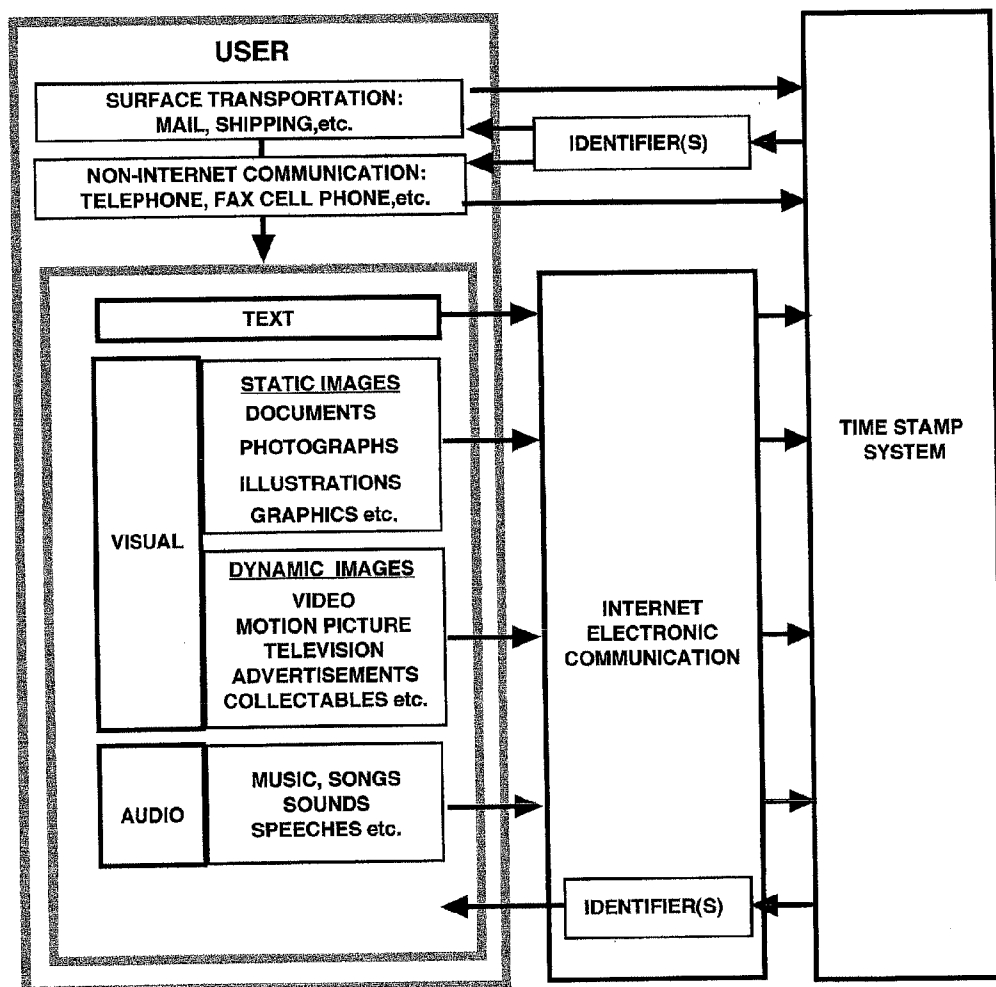 USER
SURFACE TRANSPORTATION:
MAIL, SHIPPING,etc.
IDENTIFIER(S)
NON-INTERNET COMMUNICATION:
TELEPHONE, FAX CELL PHONE,etc.
TEXT
VISUAL
STATIC IMAGES
DOCUMENTS
PHOTOGRAPHS
ILLUSTRATIONS
GRAPHICS etc.
DYNAMIC IMAGES
VIDEO
MOTION PICTURE
TELEVISION
ADVERTISEMENTS
COLLECTABLES etc.
AUDIO
MUSIC, SONGS
SOUNDS
SPEECHES etc.
INTERNET
ELECTRONIC
COMMUNICATION
IDENTIFIER(S)
TIME STAMP
SYSTEM